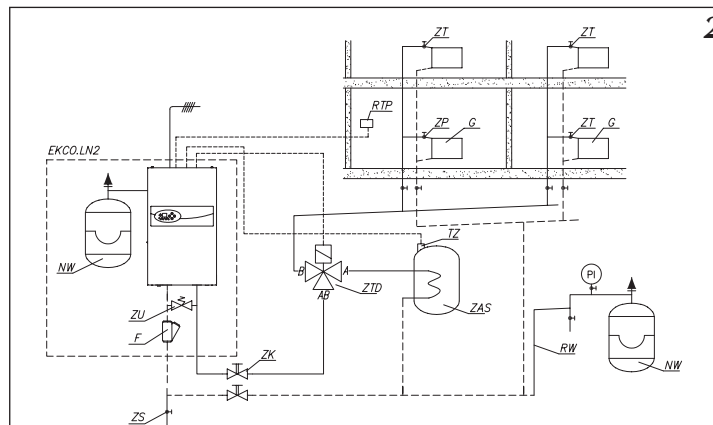 2
ZT
ZT
RTP
ZP
G
ZT
G
EKCO.LN2
NW
TZ
B
A
AB
ZTD
ZAS
PI
ZU
F
ZK
RW
NW
ZS